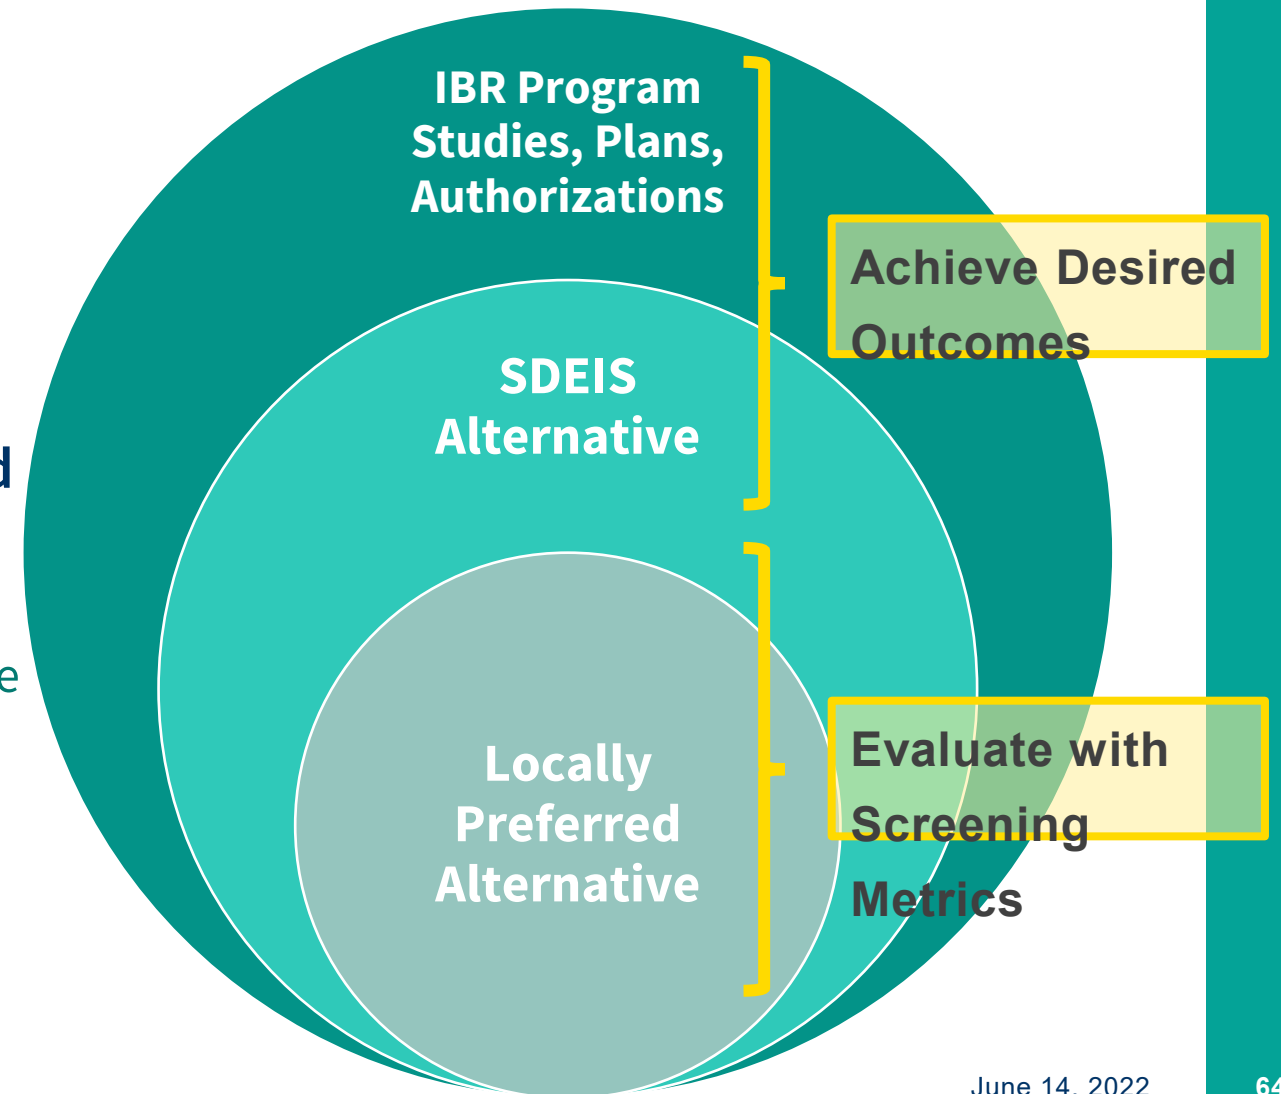 IBR Program
Studies, Plans,
Authorizations
Achieve Desired
Outcomes
SDEIS
Alternative
d
e
Locally
Preferred
Alternative
Evaluate with
Screening
Metrics
June 14, 2022
64